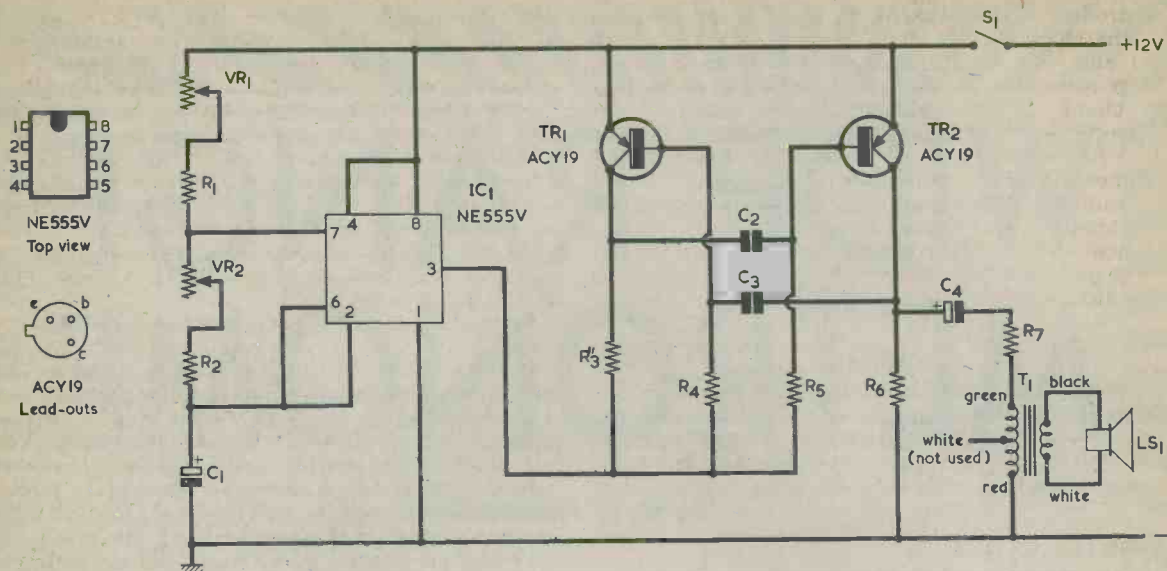 S1
+12V
VR1
TR1
ACY19
TR2
ACY19
1 8
2 7
3 6
4 5
NE555V
Top view
R1
IC1
NE555V
7 4 8
3
6 2 1
VR2
C2
C3
C4
+
R7
e b
c
ACY19
Lead-outs
R2
R"3
R4
R5
R6
T1
green
black
white
(not used)
LS1
red
white
+
C1